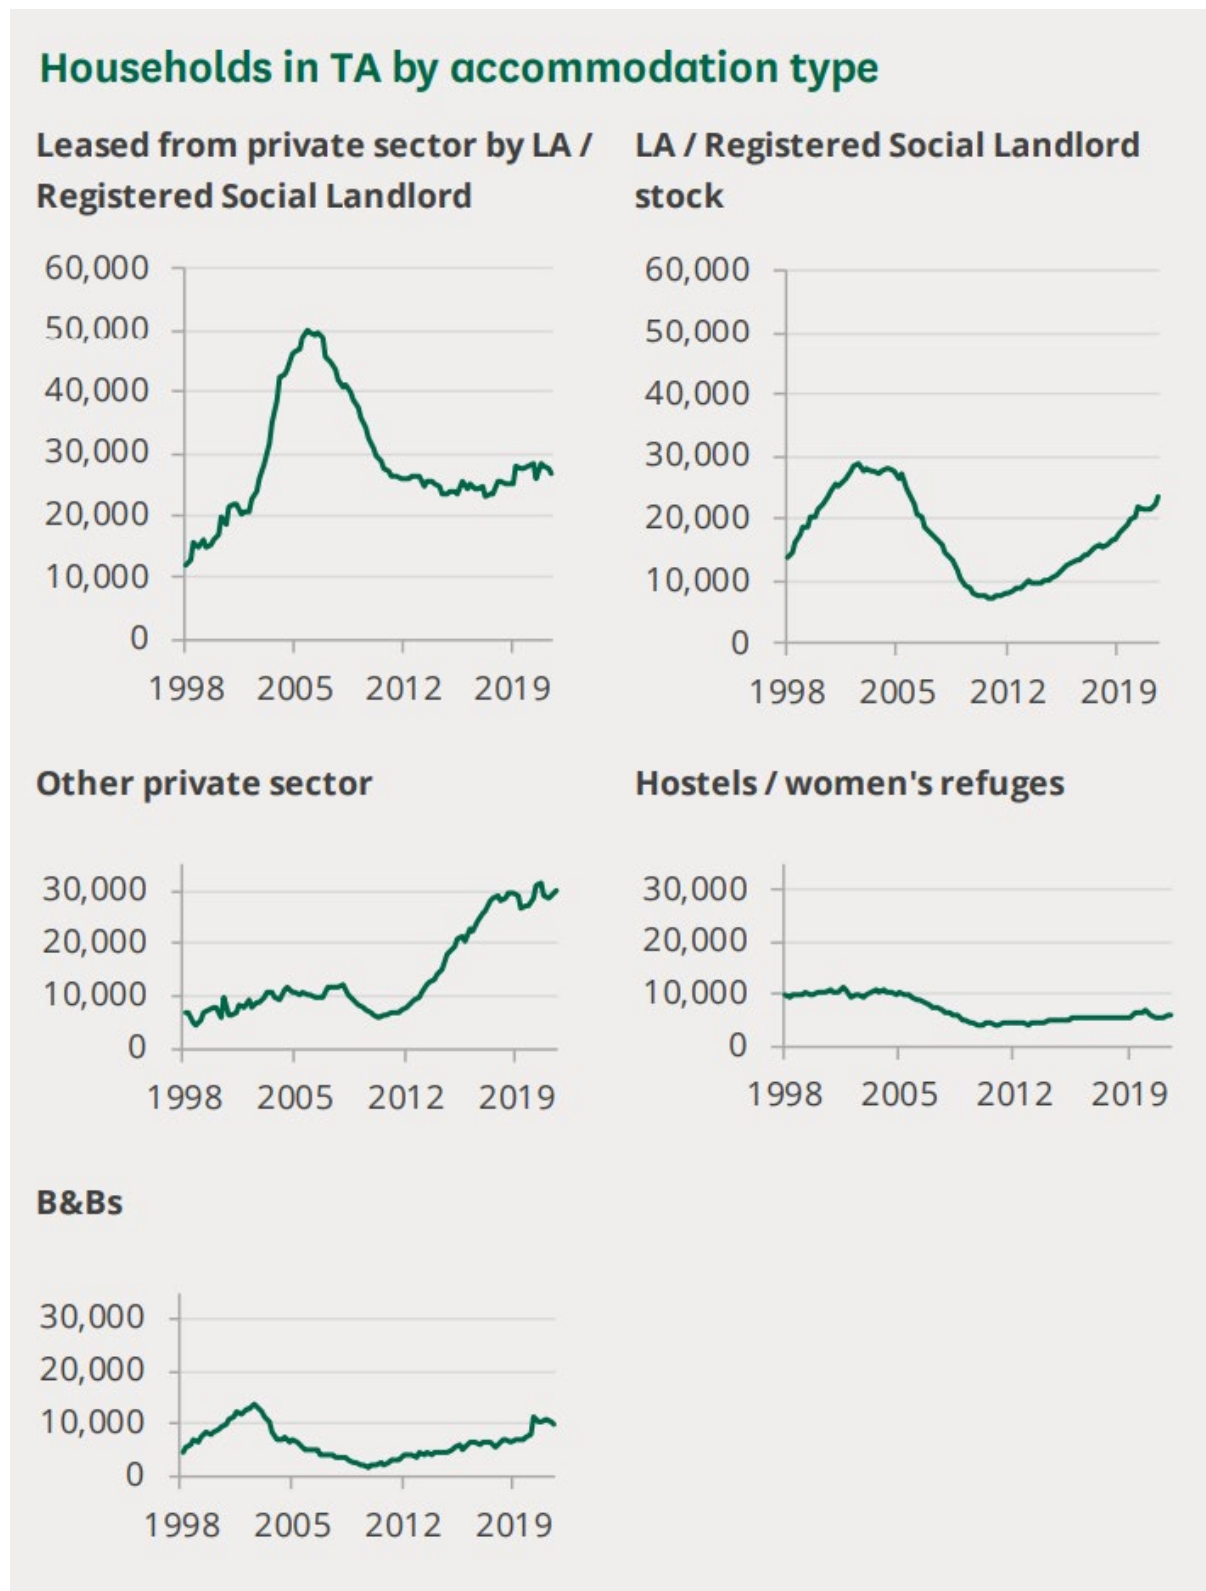 Households in TA by accommodation type
Leased from private sector by LA /
Registered Social Landlord
60,000
50,000
40,000
30,000
20,000
10,000
0
1998 2005 2012 2019
LA / Registered Social Landlord
stock
60,000
50,000
40,000
30,000
20,000
10,000
0
1998 2005 2012 2019
Other private sector
30,000
20,000
10,000
0
1998 2005 2012 2019
Hostels / women's refuges
30,000
20,000
10,000
0
1998 2005 2012 2019
B&Bs
30,000
20,000
10,000
0
1998 2005 2012 2019